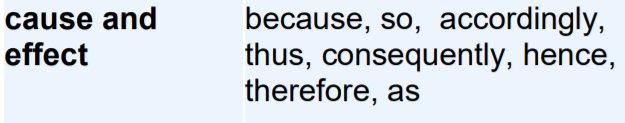 cause and
effect
because, so,  accordingly,
thus, consequently, hence,
therefore, as